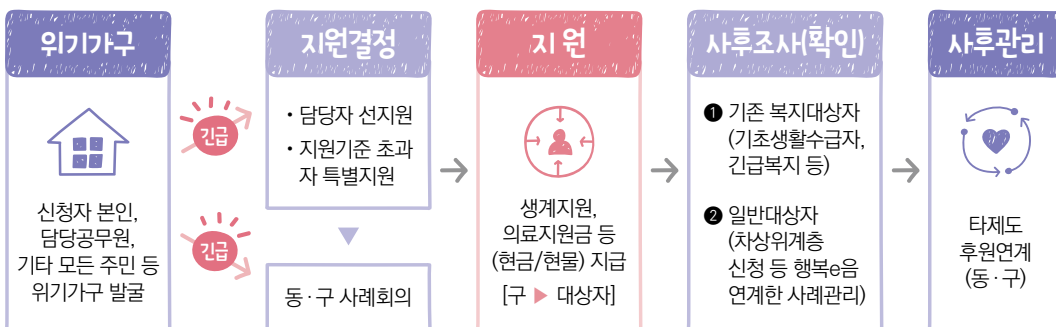 위기가구
긴급
긴급
신청자 본인,
담당공무원,
기타 모든 주민 등
위기가구 발굴
지원결정
· 담당자 선지원
· 지원기준 초과
자 특별지원
▼
동·구 사례회의
지 원
생계지원,
의료지원금 등
(현금/현물) 지급
[구 ▶ 대상자]
사후조사(확인)
❶ 기존 복지대상자
(기초생활수급자,
긴급복지 등)
❷ 일반대상자
(차상위계층
신청 등 행복e음
연계한 사례관리)
사후관리
타제도
후원연계
(동·구)